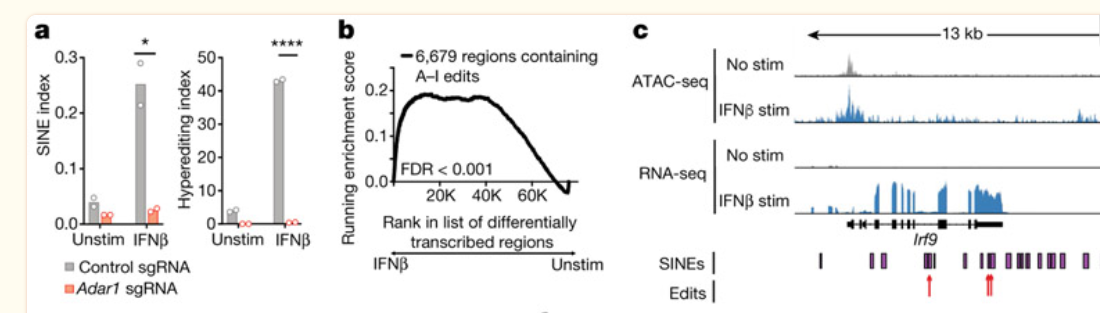 a
*
****
SINE index
0.3
0.2
0.1
0.0
Unstim IFNβ
Hyperediting index
50
40
30
20
10
0
Unstim IFNβ
Control sgRNA
Adar1 sgRNA
b
6,679 regions containing
A–I edits
Running enrichment score
0.2
0.1
0.0
FDR < 0.001
20K 40K 60K
Rank in list of differentially
transcribed regions
IFNβ Unstim
c
13 kb
ATAC-seq
No stim
IFNβ stim
RNA-seq
No stim
IFNβ stim
Irf9
SINEs
Edits